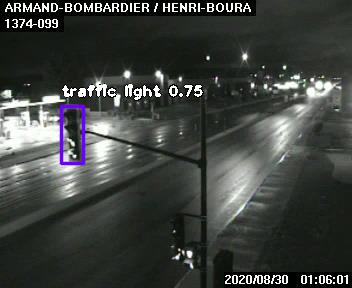 ARMAND-BOMBARDIER / HENRI-BOURA
1374-099
traffic light 0.75
2020/08/30 01:06:01